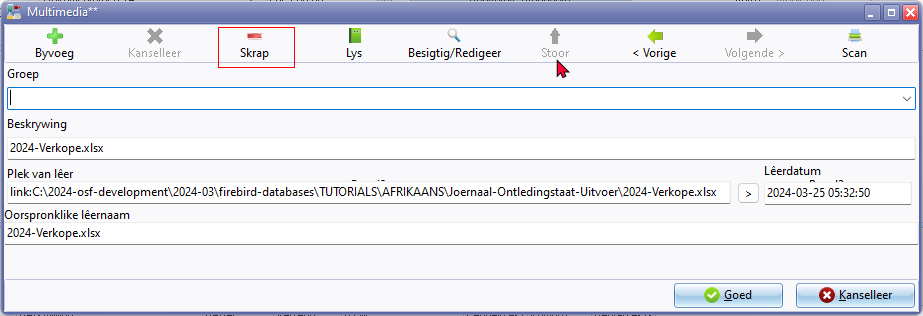 Multimedia**
Byvoeg Kanselleer Skrap Lys Besigtig/Redigeer Stoor < Vorige Volgende > Scan
Groep
Beskrywing
2024-Verkope.xlsx
Plek van lêer Lêerdatum
link:C:\2024-osf-development\2024-03\firebird-databases\TUTORIALS\AFRIKAANS\Joernaal-Ontledingstaat-Uitvoer\2024-Verkope.xlsx > 2024-03-25 05:32:50
Oorspronklike lêernaam
2024-Verkope.xlsx
Goed Kanselleer